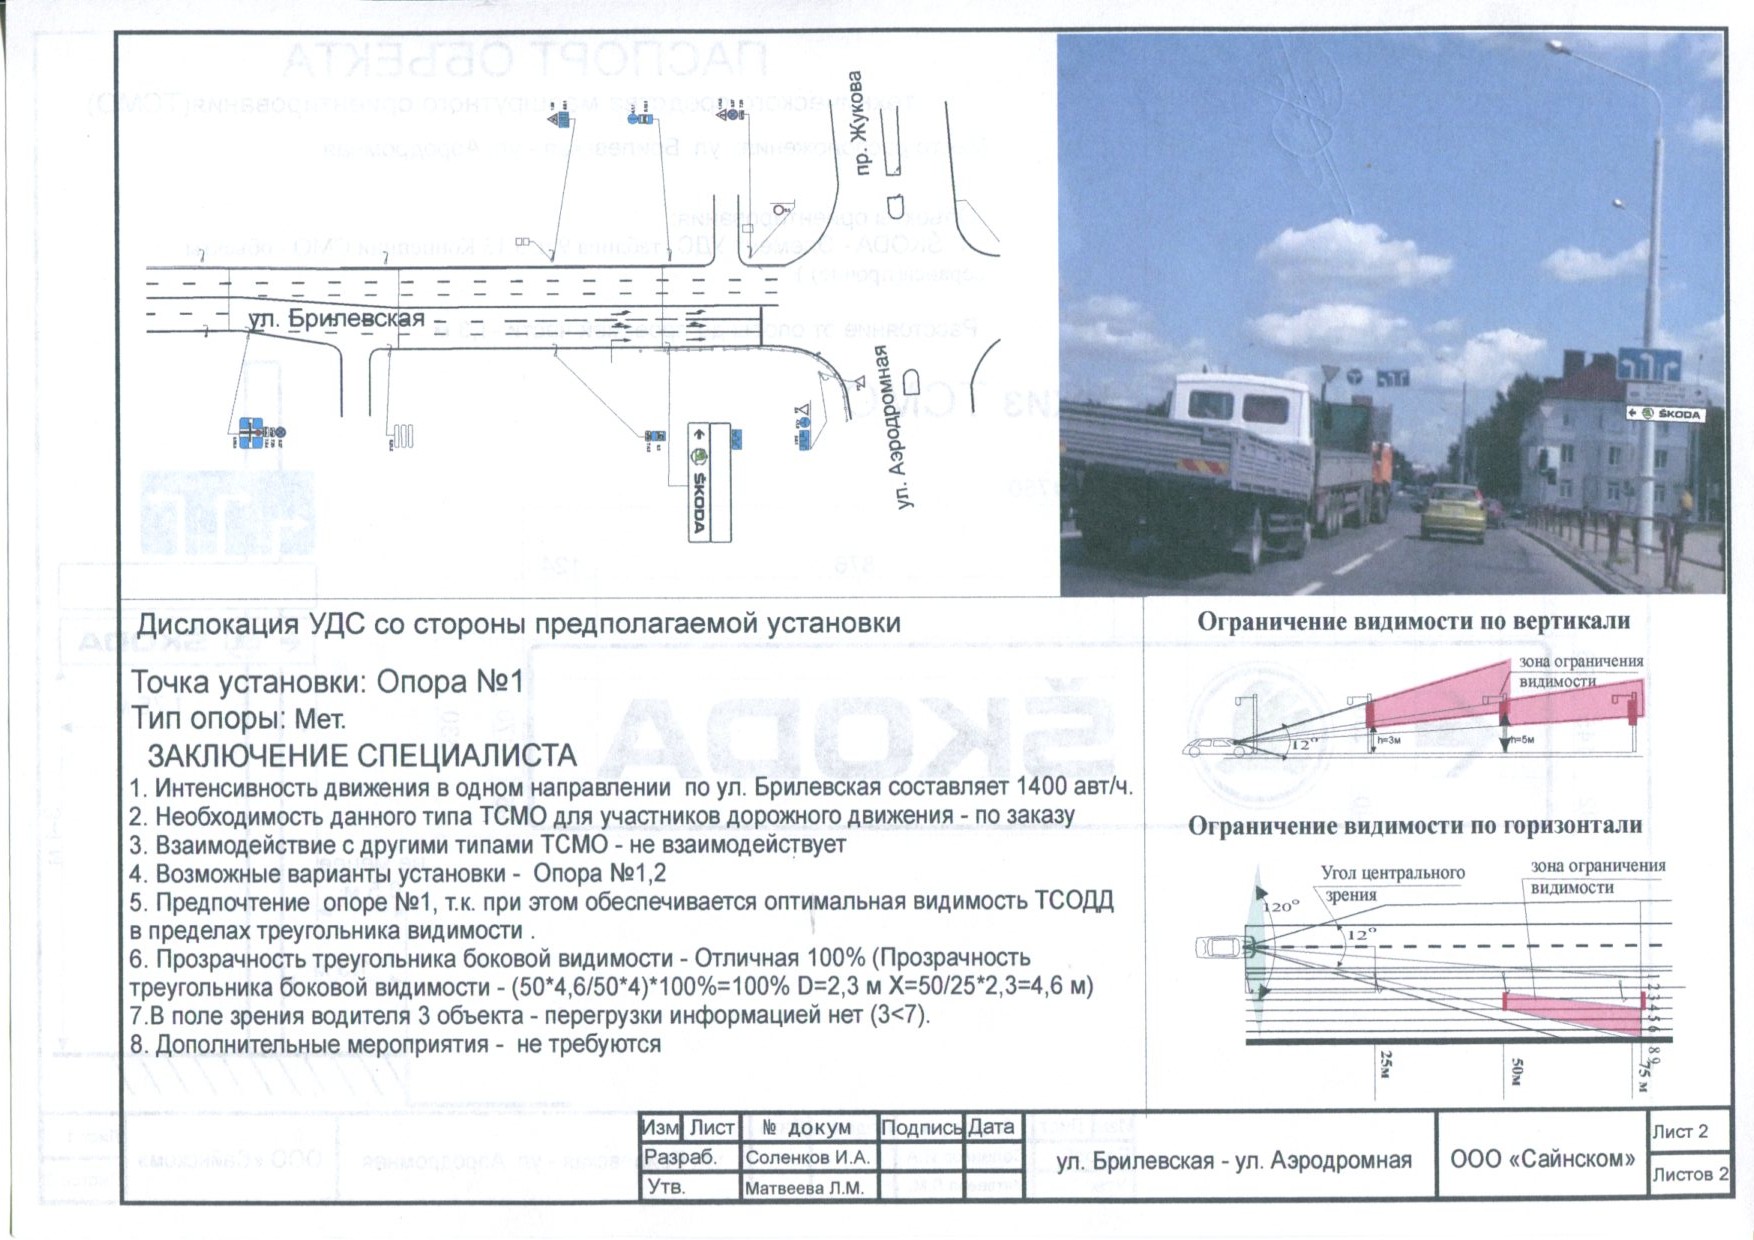 пр. Жукова
ул. Брилевская
ул. Аэродромная
ŠKODA
ŠKODA
Дислокация УДС со стороны предполагаемой установки
Точка установки: Опора №1
Тип опоры: Мет.
ЗАКЛЮЧЕНИЕ СПЕЦИАЛИСТА
1. Интенсивность движения в одном направлении по ул. Брилевская составляет 1400 авт/ч.
2. Необходимость данного типа ТСМО для участников дорожного движения - по заказу
3. Взаимодействие с другими типами ТСМО - не взаимодействует
4. Возможные варианты установки - Опора №1,2
5. Предпочтение опоре №1, т.к. при этом обеспечивается оптимальная видимость ТСОДД
в пределах треугольника видимости .
6. Прозрачность треугольника боковой видимости - Отличная 100% (Прозрачность
треугольника боковой видимости - (50*4,6/50*4)*100%=100% D=2,3 м X=50/25*2,3=4,6 м)
7.В поле зрения водителя 3 объекта - перегрузки информацией нет (3<7).
8. Дополнительные мероприятия - не требуются
Ограничение видимости по вертикали
зона ограничения
видимости
12°
h=3м
h=5м
Ограничение видимости по горизонтали
Угол центрального
зрения
зона ограничения
видимости
120°
12°
1 2 3 4 5 6
8 9
25м
50м
75 м
Изм Лист № докум Подпись Дата
Разраб. Соленков И.А.
Утв. Матвеева Л.М.
ул. Брилевская - ул. Аэродромная
ООО «Сайнском»
Лист 2
Листов 2